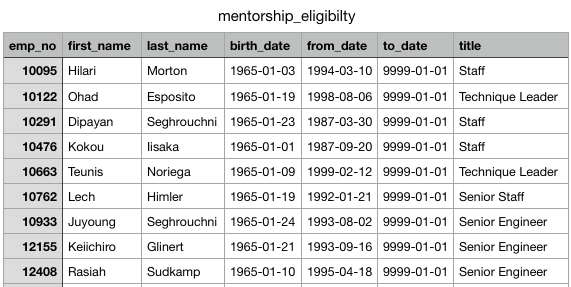 mentorship_eligibilty
emp_no first_name last_name birth_date from_date to_date title
10095 Hilari Morton 1965-01-03 1994-03-10 9999-01-01 Staff
10122 Ohad Esposito 1965-01-19 1998-08-06 9999-01-01 Technique Leader
10291 Dipayan Seghrouchni 1965-01-23 1987-03-30 9999-01-01 Staff
10476 Kokou Iisaka 1965-01-01 1987-09-20 9999-01-01 Staff
10663 Teunis Noriega 1965-01-09 1999-02-12 9999-01-01 Technique Leader
10762 Lech Himler 1965-01-19 1992-01-21 9999-01-01 Senior Staff
10933 Juyoung Seghrouchni 1965-01-24 1993-08-02 9999-01-01 Senior Engineer
12155 Keiichiro Glinert 1965-01-21 1993-09-16 9999-01-01 Senior Engineer
12408 Rasiah Sudkamp 1965-01-10 1995-04-18 9999-01-01 Senior Engineer